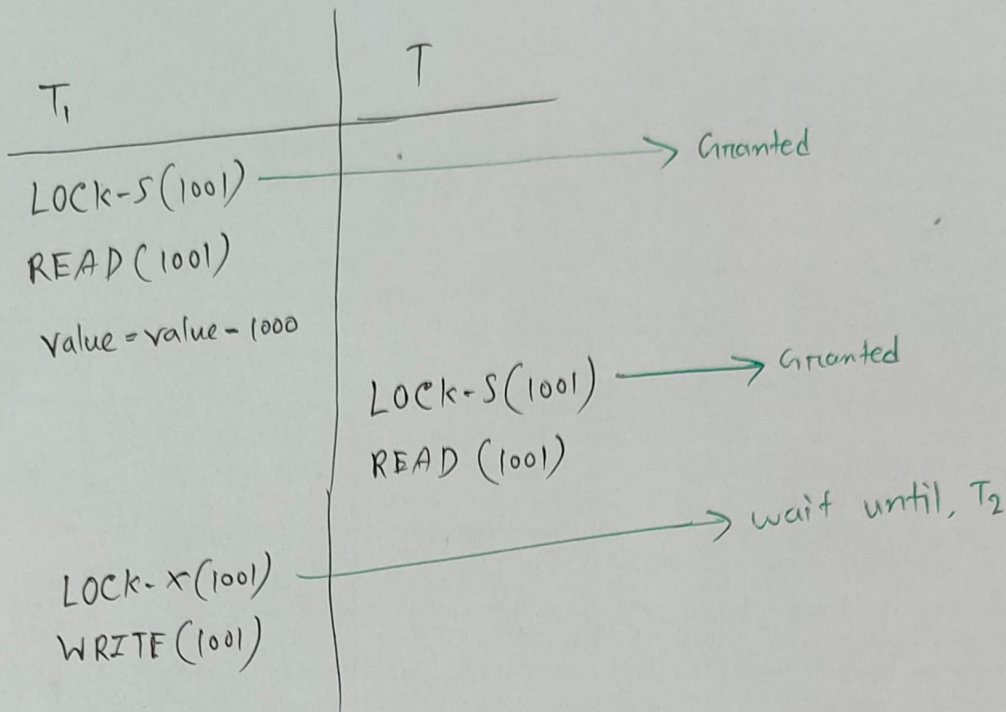 T₁
T
LOCK-S(1001)
Granted
READ(1001)
value = value - 1000
LOCK-S(1001)
Granted
READ (1001)
LOCK-X(1001)
wait until, T₂
WRITE(1001)